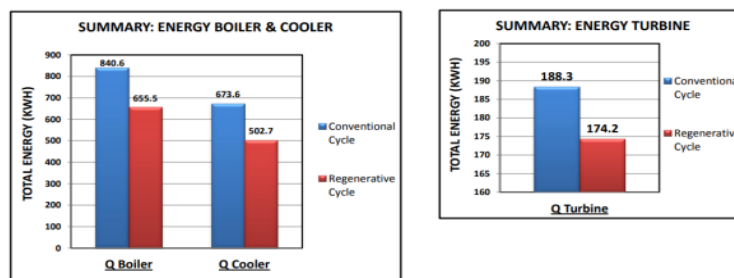 SUMMARY: ENERGY BOILER & COOLER
TOTAL ENERGY (KWH)
900
800
700
600
500
400
300
200
100
0
840.6
655.5
673.6
502.7
Q Boiler
Q Cooler
Conventional
Cycle
Regenerative
Cycle
SUMMARY: ENERGY TURBINE
TOTAL ENERGY (KWH)
200
195
190
185
180
175
170
165
160
188.3
174.2
Q Turbine
Conventional
Cycle
Regenerative
Cycle